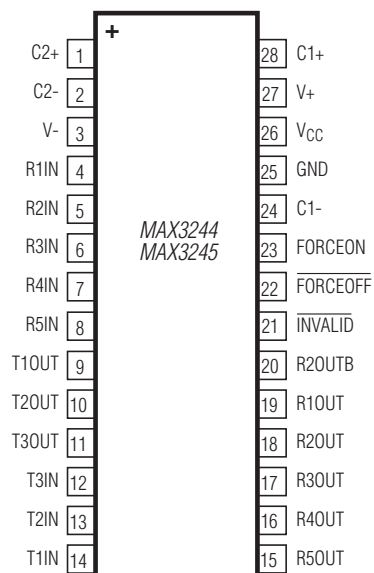 +
C2+ 1 28 C1+
C2- 2 27 V+
V- 3 26 VCC
R1IN 4 25 GND
R2IN 5 24 C1-
MAX3244
MAX3245
R3IN 6 23 FORCEON
R4IN 7 22 FORCEOFF
R5IN 8 21 INVALID
T1OUT 9 20 R2OUTB
T2OUT 10 19 R1OUT
T3OUT 11 18 R2OUT
T3IN 12 17 R3OUT
T2IN 13 16 R4OUT
T1IN 14 15 R5OUT